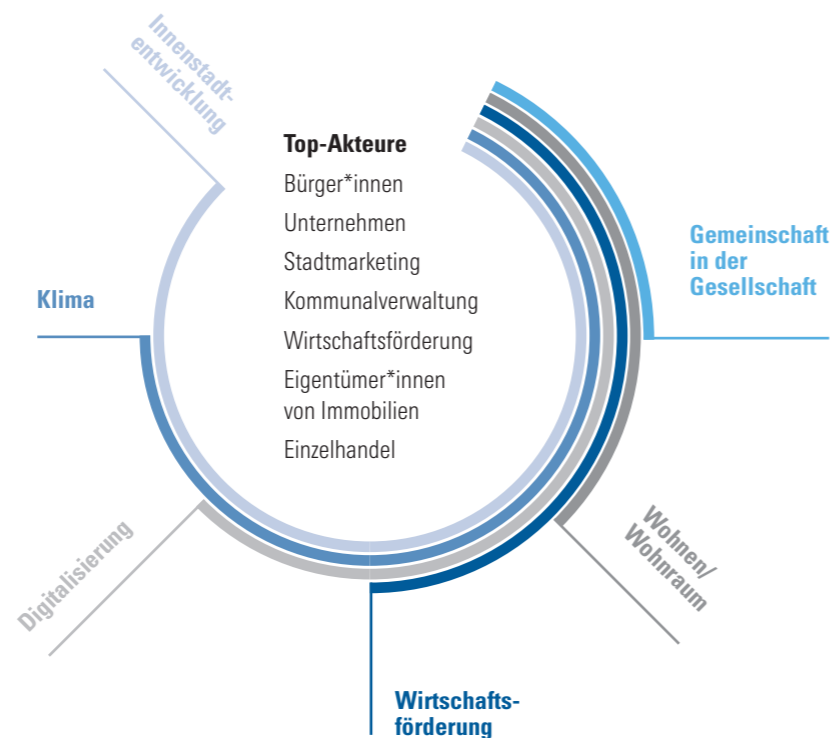 Innenstadt-
entwicklung
Top-Akteure
Bürger*innen
Unternehmen
Stadtmarketing
Kommunalverwaltung
Wirtschaftsförderung
Eigentümer*innen
von Immobilien
Einzelhandel
Gemeinschaft
in der
Gesellschaft
Klima
Digitalisierung
Wohnen/
Wohnraum
Wirtschafts-
förderung